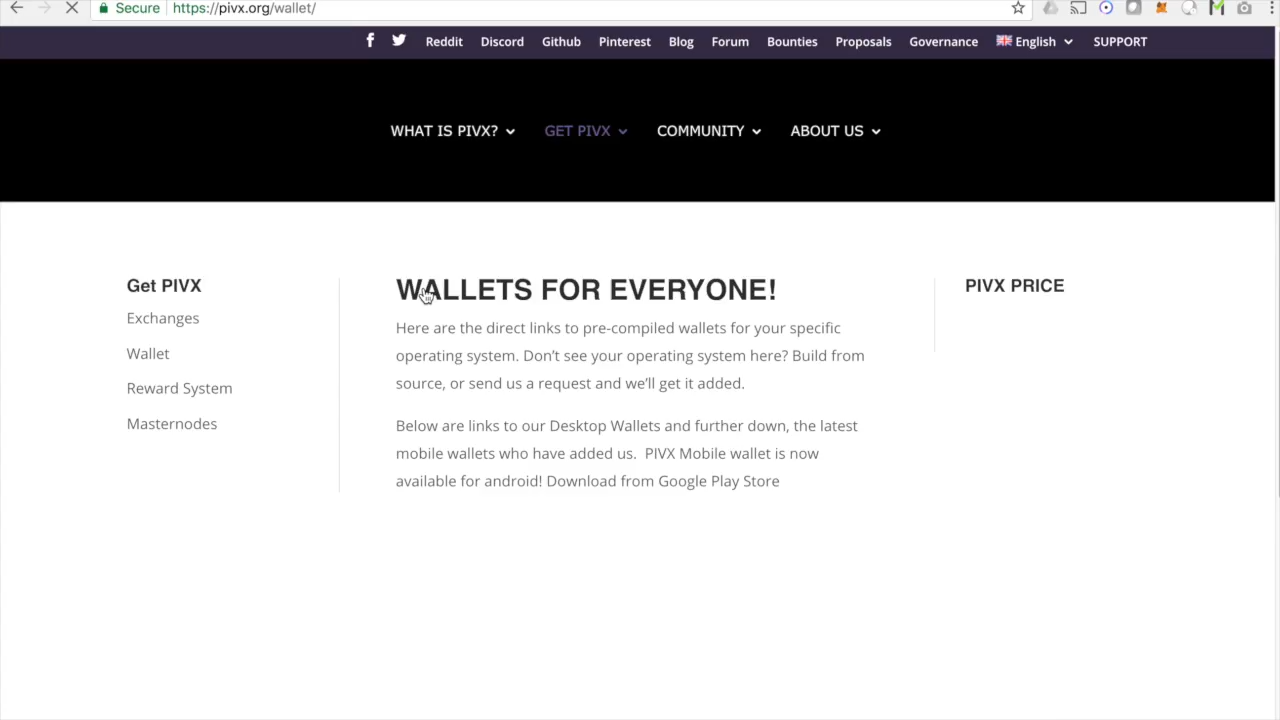 Secure https://pivx.org/wallet/
Reddit Discord Github Pinterest Blog Forum Bounties Proposals Governance English SUPPORT
WHAT IS PIVX? GET PIVX COMMUNITY ABOUT US
Get PIVX
Exchanges
Wallet
Reward System
Masternodes
WALLETS FOR EVERYONE!
Here are the direct links to pre-compiled wallets for your specific
operating system. Don’t see your operating system here? Build from
source, or send us a request and we’ll get it added.
Below are links to our Desktop Wallets and further down, the latest
mobile wallets who have added us. PIVX Mobile wallet is now
available for android! Download from Google Play Store
PIVX PRICE